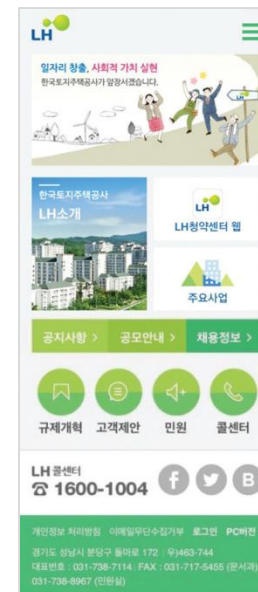 LH
일자리 창출, 사회적 가치 실현
한국토지주택공사가 앞장서겠습니다.
LH
한국토지주택공사
LH소개
LH
LH청약센터 웹
주요사업
공지사항 > 공모안내 > 채용정보 >
규제개혁 고객제안 민원 콜센터
LH콜센터
☎ 1600-1004 f B
개인정보 처리방침 이메일무단수집거부 로그인 PC버전
경기도 성남시 분당구 돌마로 172 우)463-744
대표번호 : 031-738-7114 FAX : 031-717-5455 (문서과)
031-738-8967 (민원실)